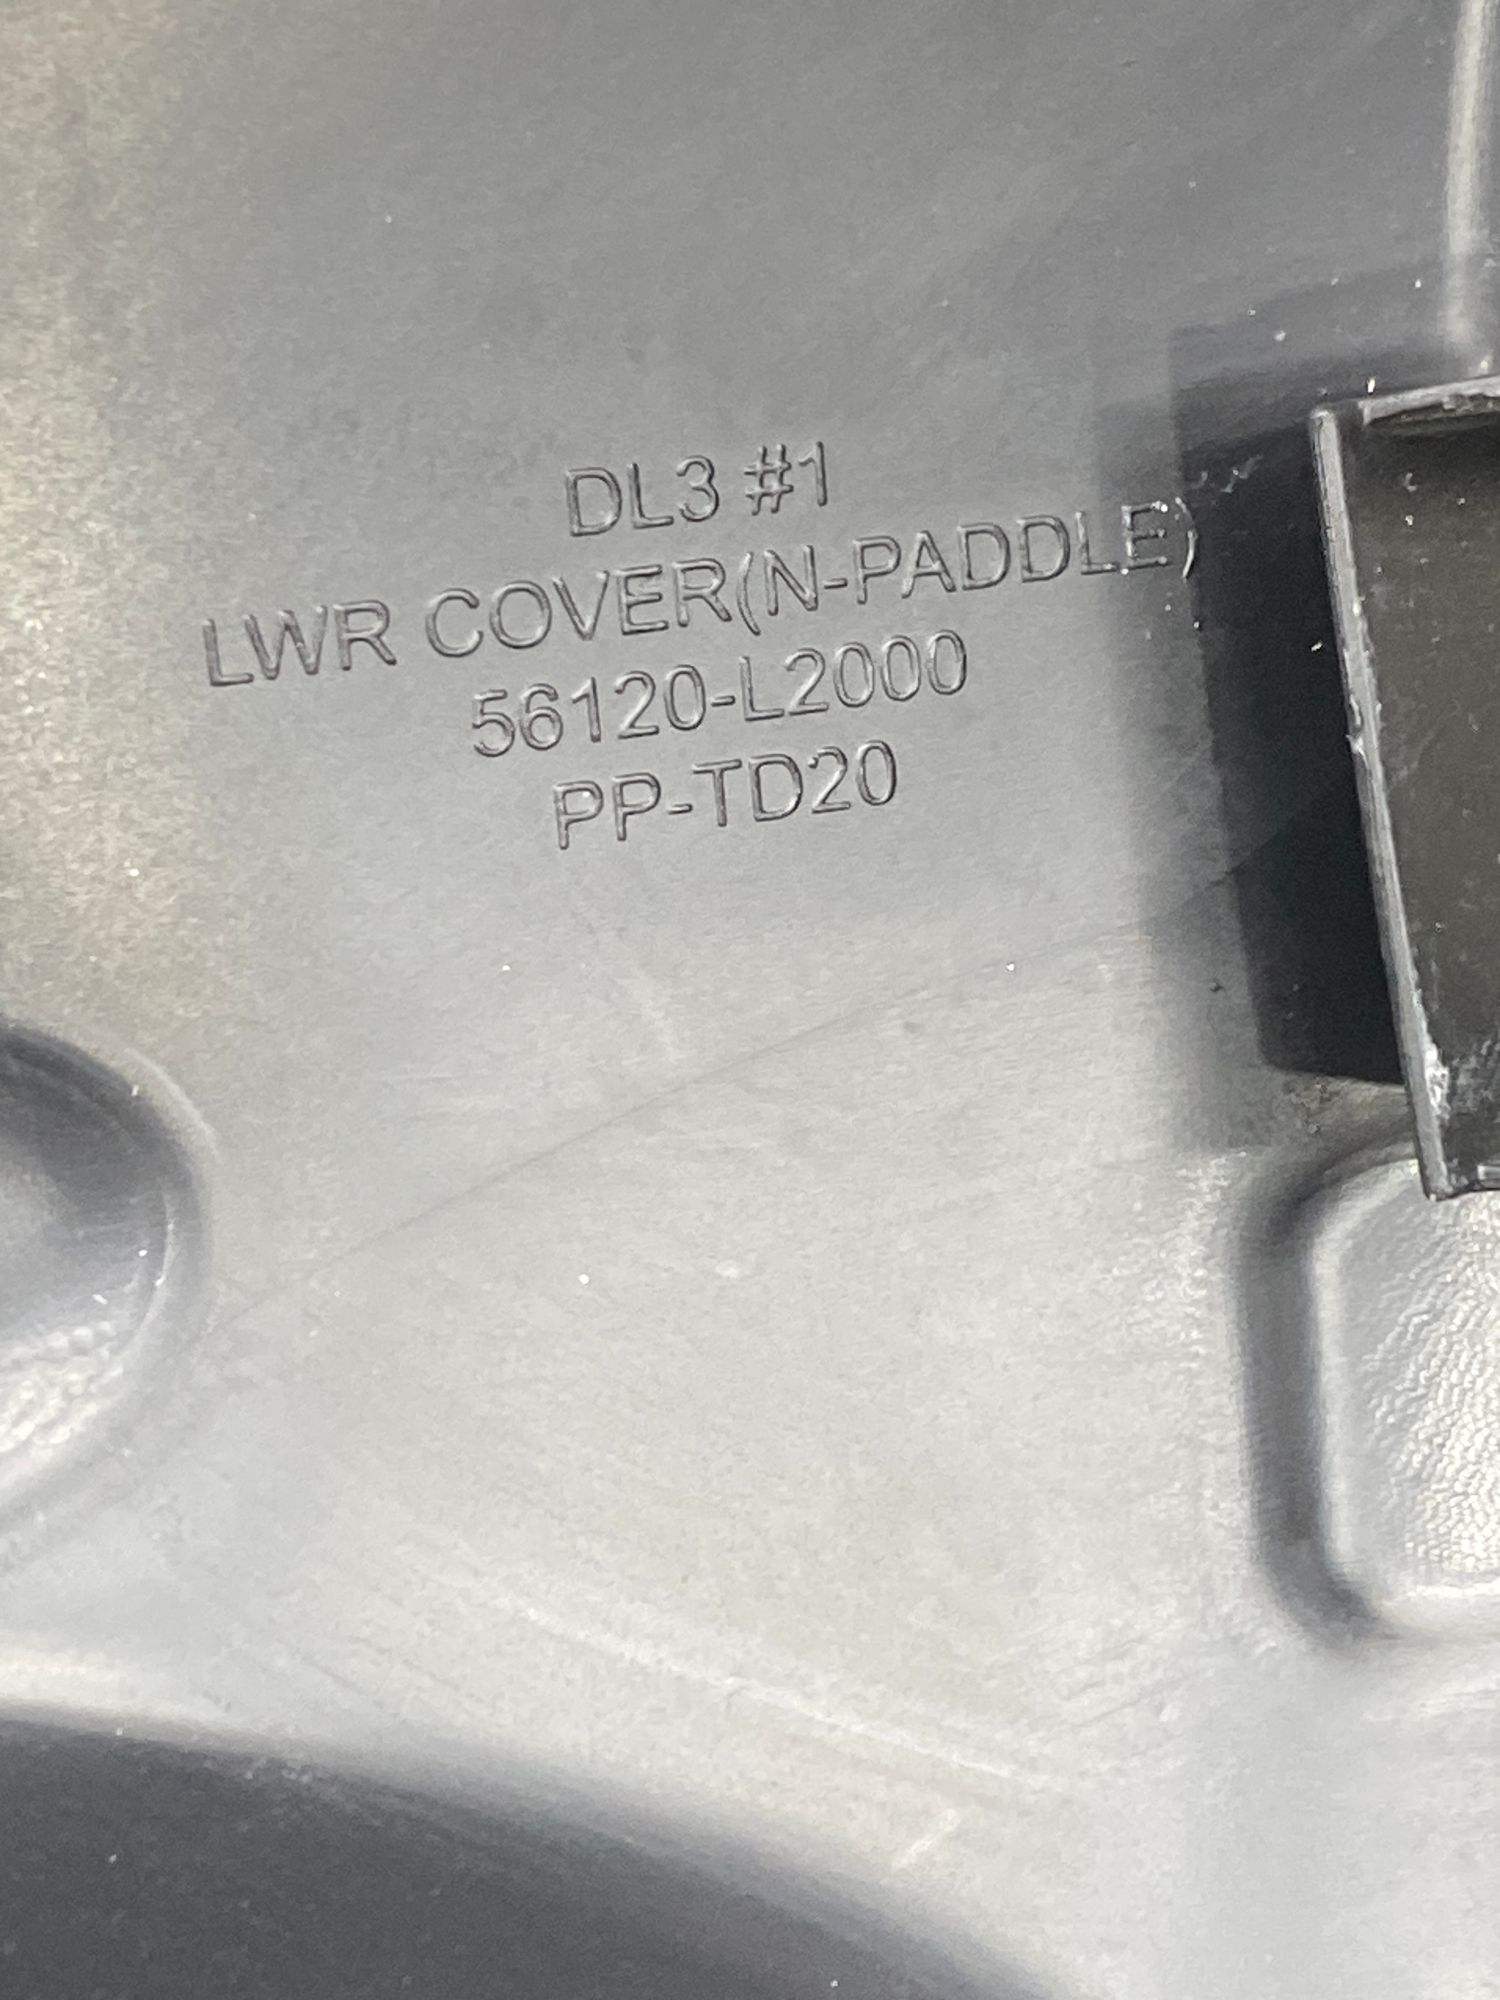 DL3 #1
LWR COVER(N-PADDLE)
56120-L2000
PP-TD20